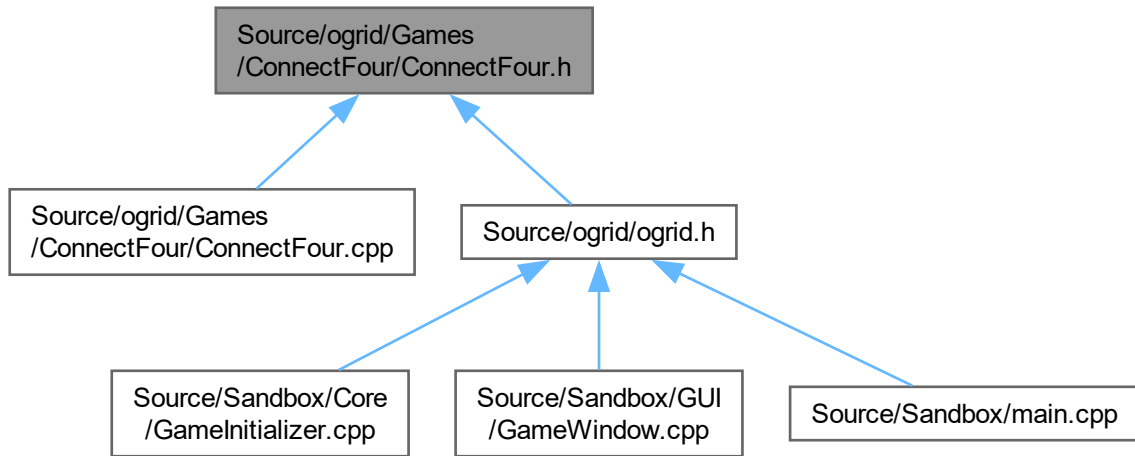 Source/ogrid/Games
/ConnectFour/ConnectFour.h
Source/ogrid/Games
/ConnectFour/ConnectFour.cpp
Source/ogrid/ogrid.h
Source/Sandbox/Core
/GameInitializer.cpp
Source/Sandbox/GUI
/GameWindow.cpp
Source/Sandbox/main.cpp